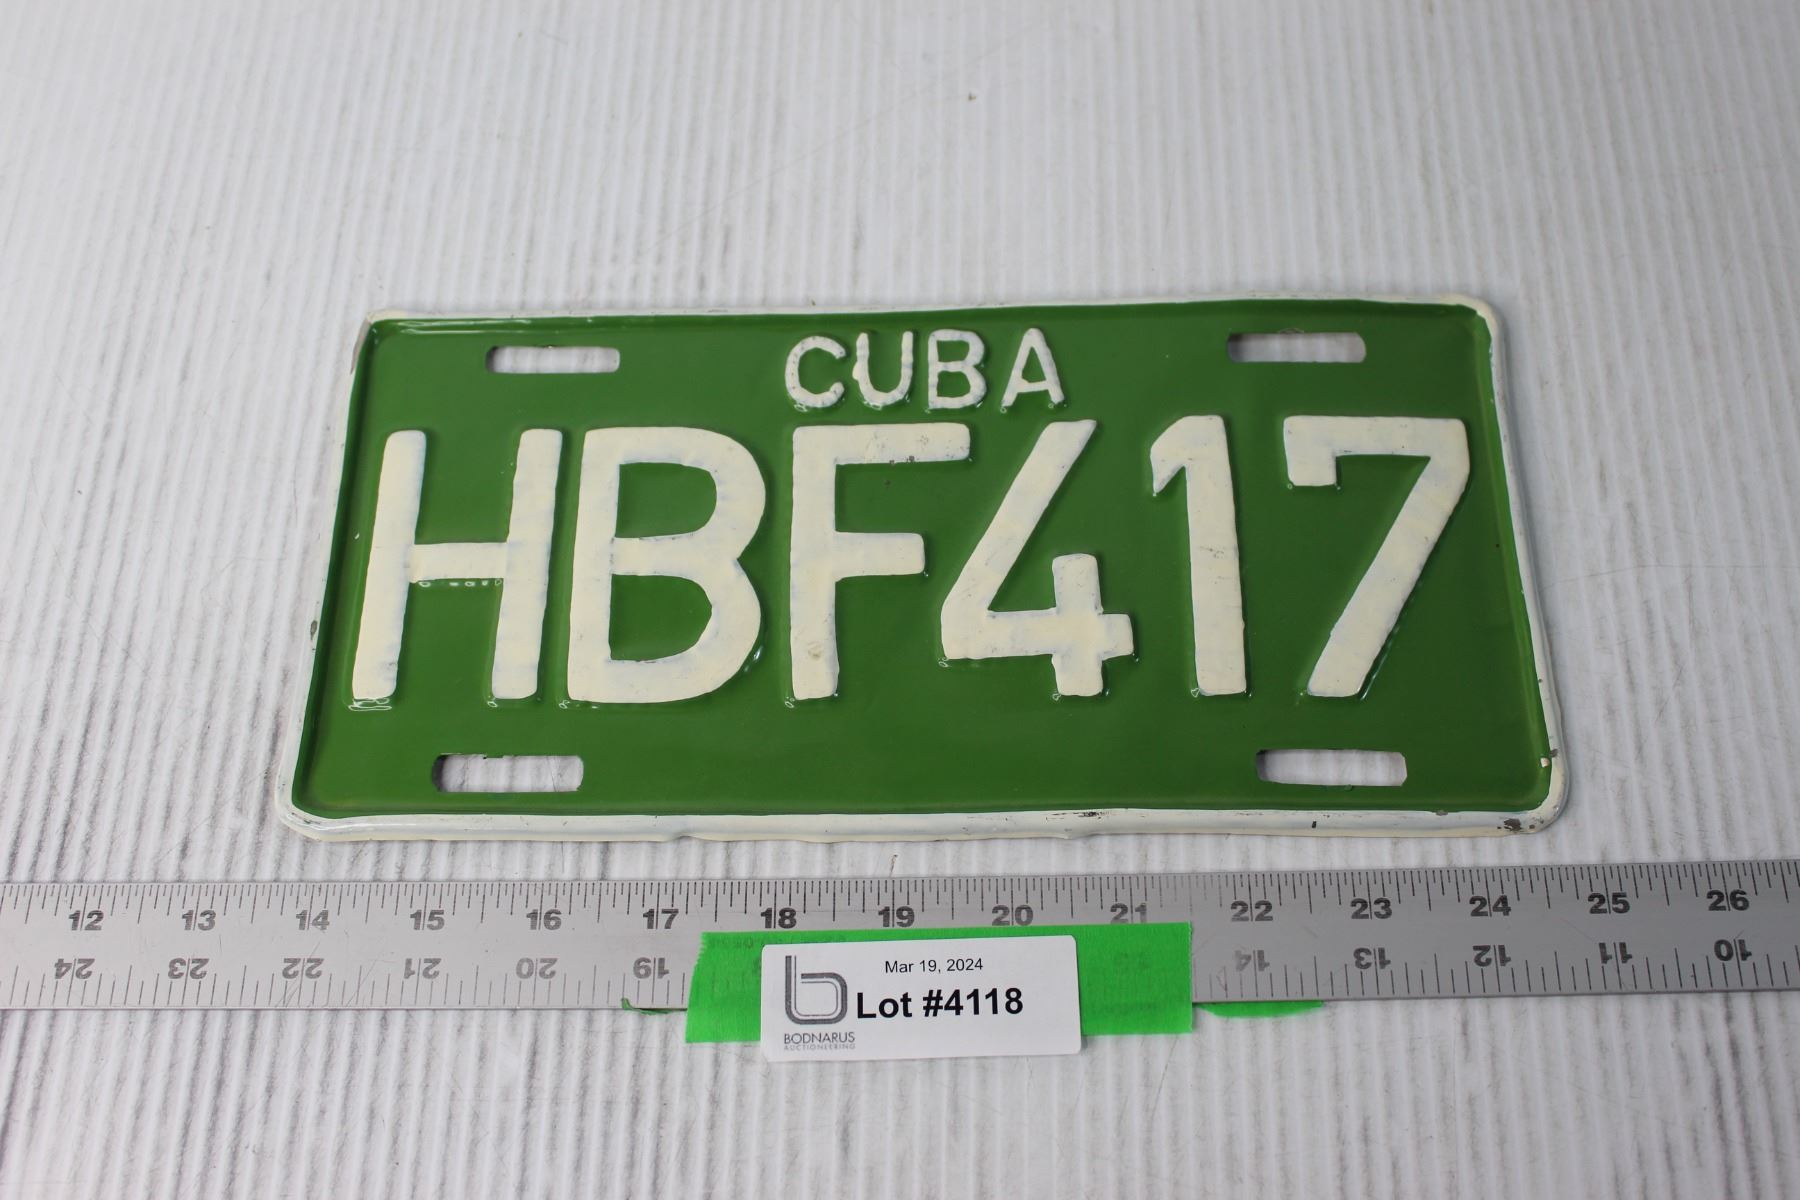 CUBA
HBF417
12 13 14 15 16 17 18 19 20 21 22 23 24 25 26
24 23 22 21 20 19 14 13 12 11 10
Mar 19, 2024
Lot #4118
BODNARUS
AUCTIONEERING